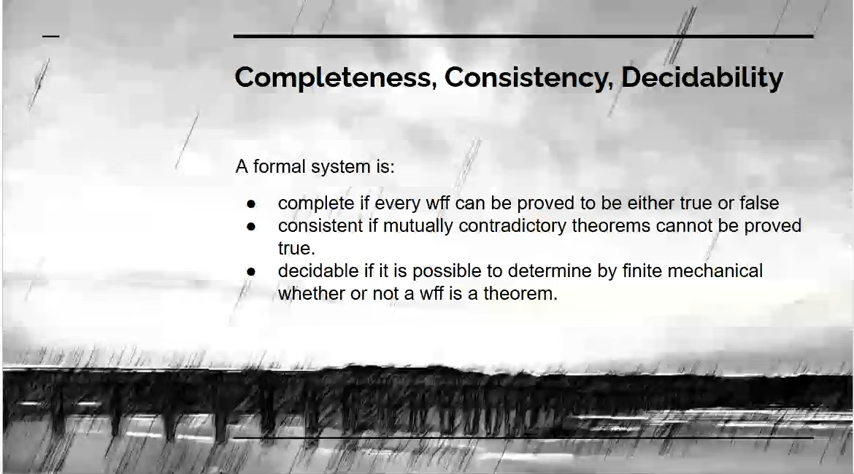 Completeness, Consistency, Decidability
A formal system is:
● complete if every wff can be proved to be either true or false
● consistent if mutually contradictory theorems cannot be proved
true.
● decidable if it is possible to determine by finite mechanical
whether or not a wff is a theorem.